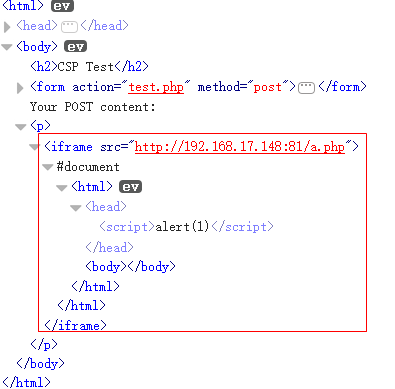 <html> ev
<head>...</head>
<body> ev
<h2>CSP Test</h2>
<form action="test.php" method="post">...</form>
Your POST content:
<p>
<iframe src="http://192.168.17.148:81/a.php">
#document
<html> ev
<head>
<script>alert(1)</script>
</head>
<body></body>
</html>
</html>
</iframe>
</p>
</body>
</html>